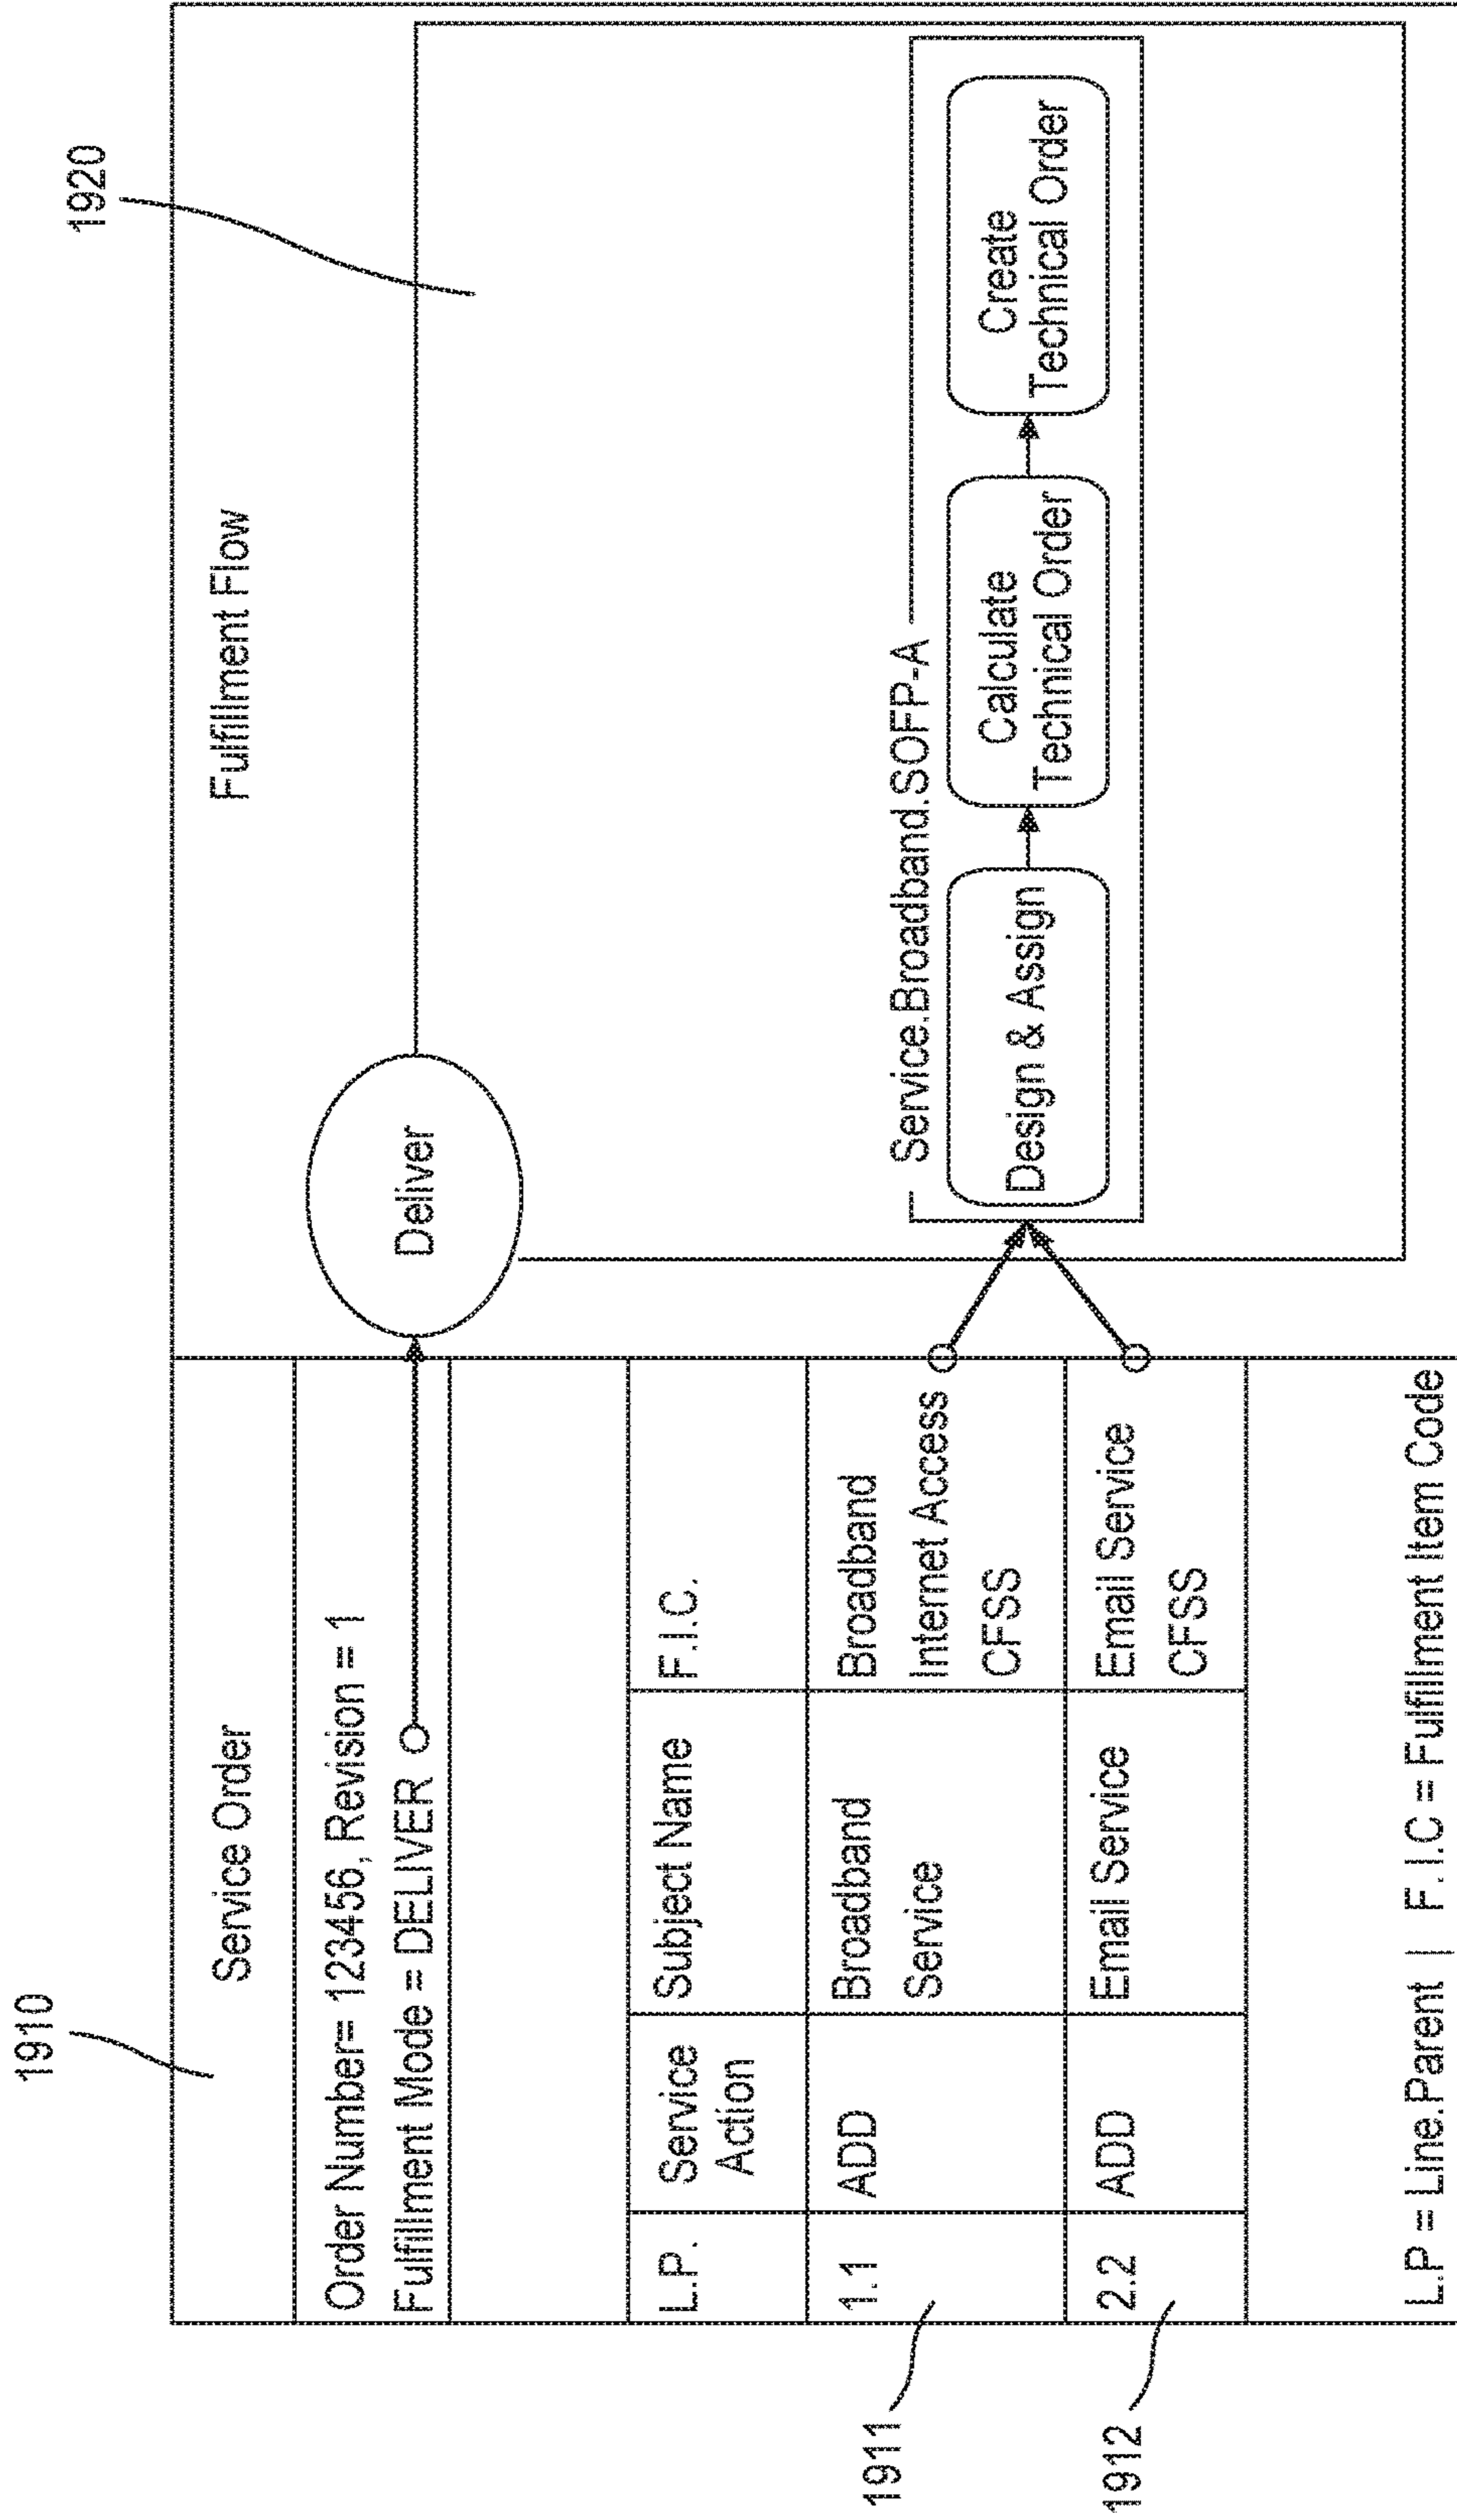 1910
1920
Service Order
Fulfillment Flow
Order Number= 123456, Revision = 1
Fulfillment Mode = DELIVER
Deliver
L.P.
Service
Action
Subject Name
F.I.C.
1911
1.1
ADD
Broadband
Service
Broadband
Internet Access
CFSS
1912
2.2
ADD
Email Service
Email Service
CFSS
Service.Broadband.SOFP-A
Design & Assign
Calculate
Technical Order
Create
Technical Order
L.P = Line.Parent | F.I.C = Fulfillment Item Code